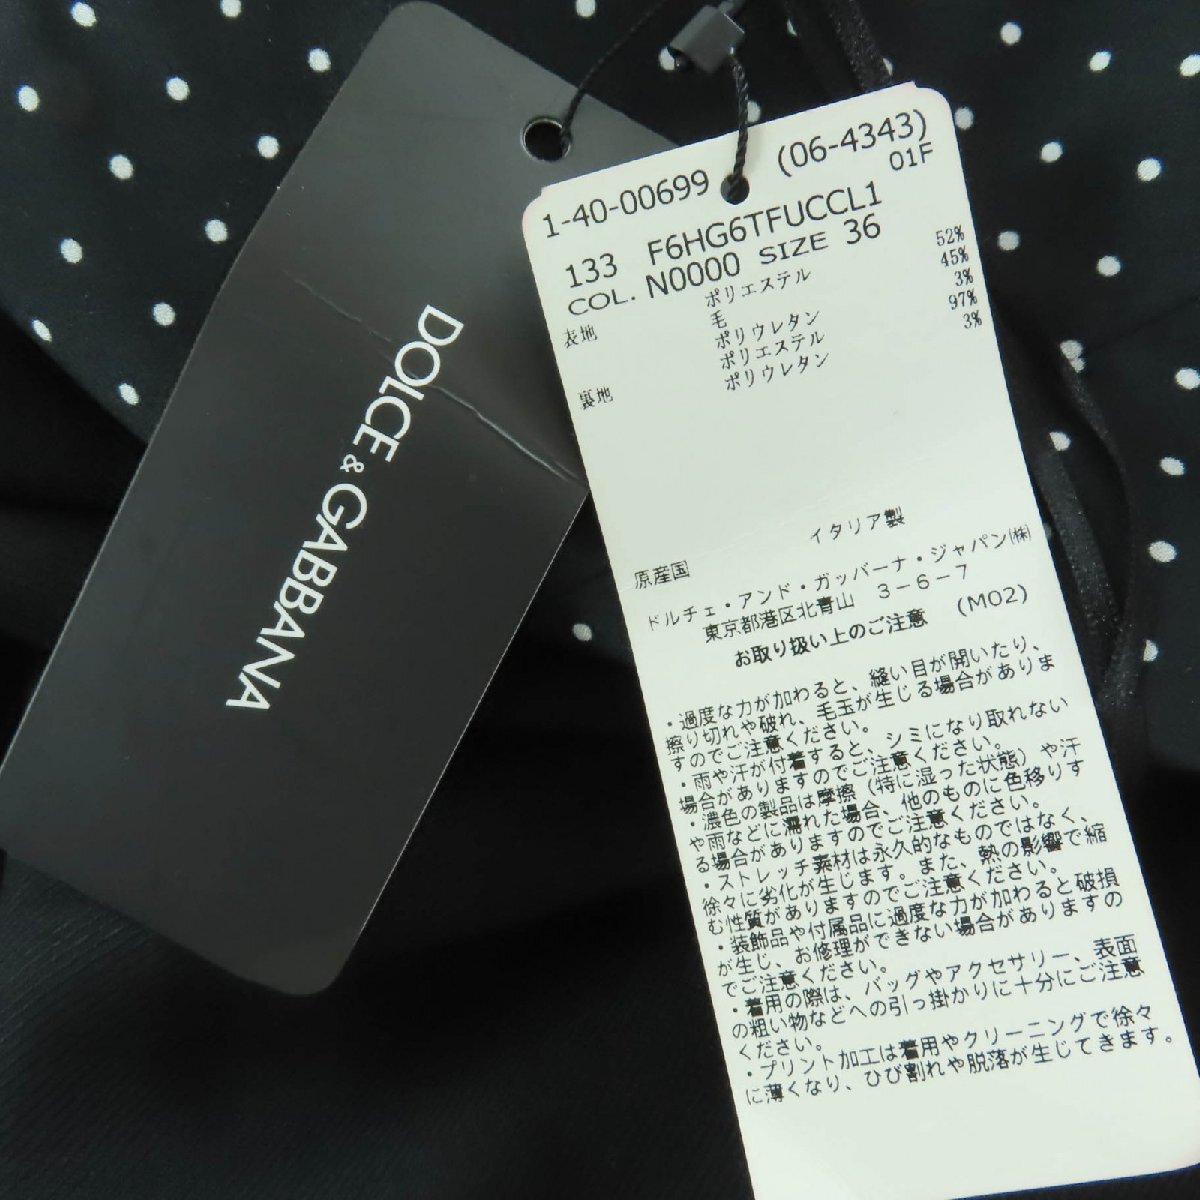 DOLCE & GABBANA
1-40-00699 (06-4343)
01F
133 F6HG6TFUCCL1
COL. N0000 SIZE 36
表地 ポリエステル 52%
毛 45%
ポリウレタン 3%
裏地 ポリエステル 97%
ポリウレタン 3%
イタリア製
原産国
ドルチェ・アンド・ガッバーナ・ジャパン㈱
東京都港区北青山 3-6-7
お取り扱い上のご注意 (M02)
・過度な力が加わると、縫い目が開いたり、
擦り切れや破れ、毛玉が生じる場合がありま
すのでご注意ください。
・雨や汗が付着すると、シミになり取れない
場合がありますのでご注意ください。
・濃色の製品は摩擦(特に湿った状態)や汗
や雨などに濡れた場合、他のものに色移りす
る場合がありますのでご注意ください。
・ストレッチ素材は永久的なものではなく、
徐々に劣化が生じます。また、熱の影響で縮
む性質がありますのでご注意ください。
・装飾品や付属品に過度な力が加わると破損
が生じ、お修理ができない場合がありますの
でご注意ください。
・着用の際は、バッグやアクセサリー、表面
の粗い物などへの引っ掛かりに十分にご注意
ください。
・プリント加工は着用やクリーニングで徐々
に薄くなり、ひび割れや脱落が生じてきます。